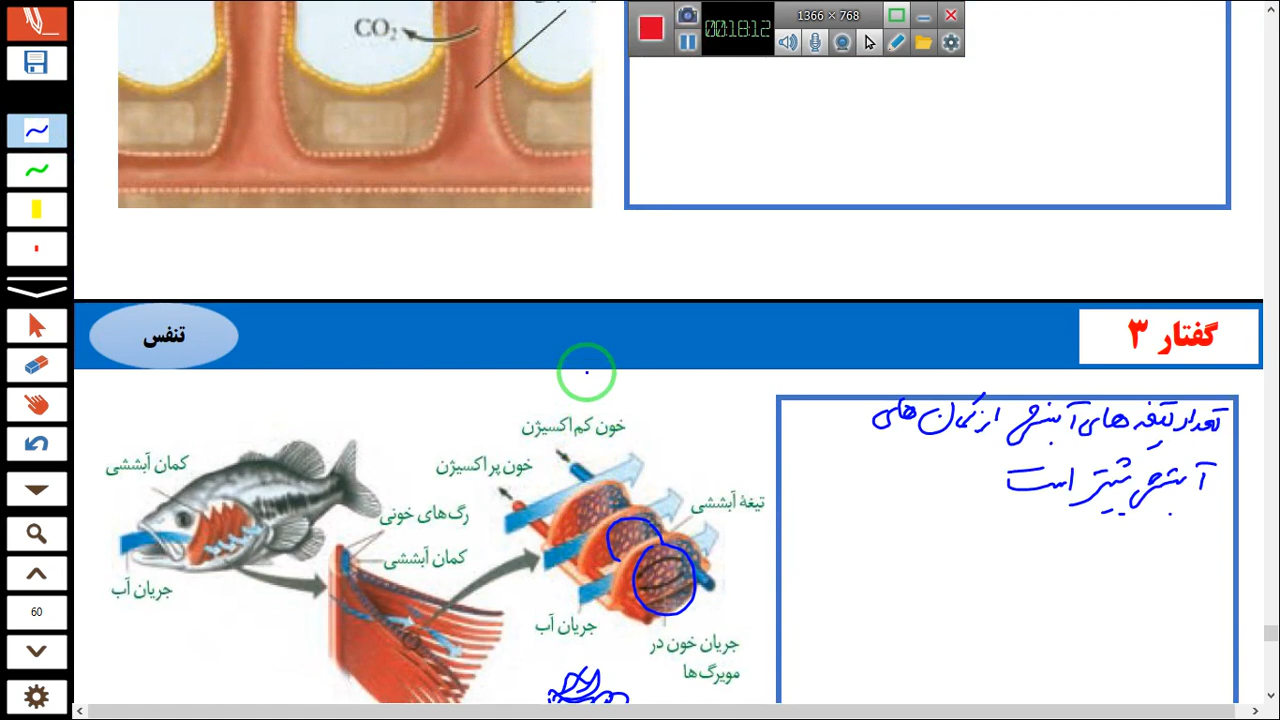 CO₂
1366 × 768
00:18:12
گفتار ۳
تنفس
تعداد تیغه های آبششی از کمان های
آبششی بیشتر است
خون کم اکسیژن
خون پر اکسیژن
کمان آبششی
تیغهٔ آبششی
رگ‌های خونی
کمان آبششی
جریان آب
جریان آب
جریان خون در
مویرگ‌ها
60